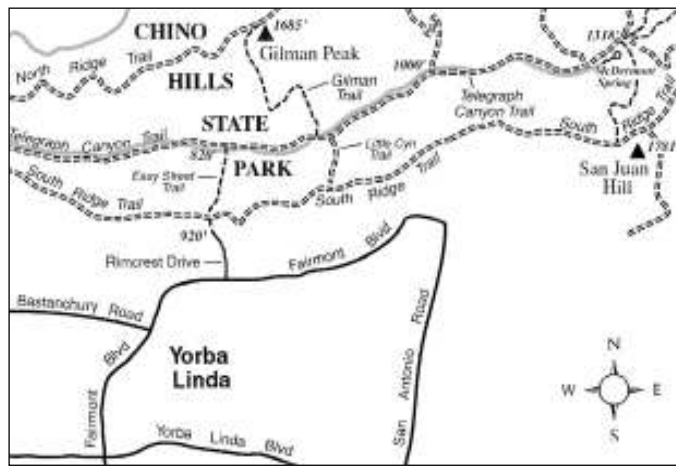 CHINO
1685'
Gilman Peak
North Ridge Trail
HILLS
1000'
Gilman
Trail
1318'
McDermont
Spring
Telegraph
Canyon Trail
STATE
Telegraph Canyon Trail
828'
Little Cyn
Trail
South Ridge Trail
1781'
PARK
Easy Street
Trail
San Juan
Hill
South Ridge Trail
South Ridge Trail
920'
Rimcrest Drive
Fairmont Blvd
Bastanchury Road
Fairmont Blvd
San Antonio Road
Yorba
Linda
Yorba Linda Blvd
N
W
E
S